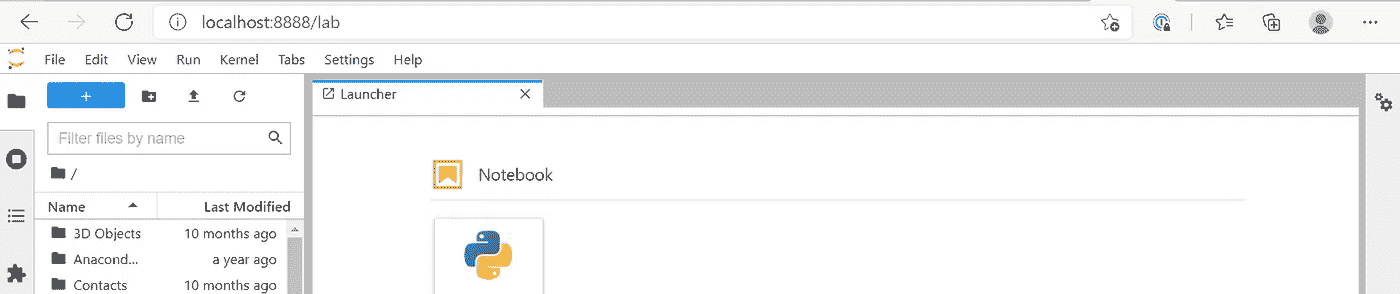 localhost:8888/lab
File Edit View Run Kernel Tabs Settings Help
+
Launcher
Filter files by name
/
Notebook
Name Last Modified
3D Objects 10 months ago
Anacond... a year ago
Contacts 10 months ago